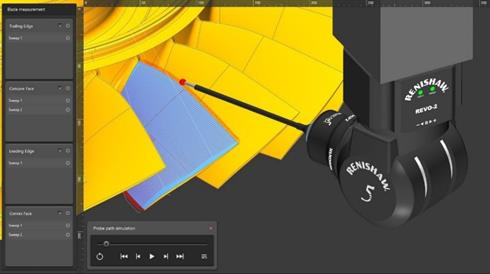 Blade measurement
Trailing Edge
Sweep 1
Concave Face
Sweep 1
Sweep 2
Leading Edge
Sweep 1
Convex Face
Sweep 1
Sweep 2
Probe path simulation
RENISHAW
REVO-2
RENISHAW
5